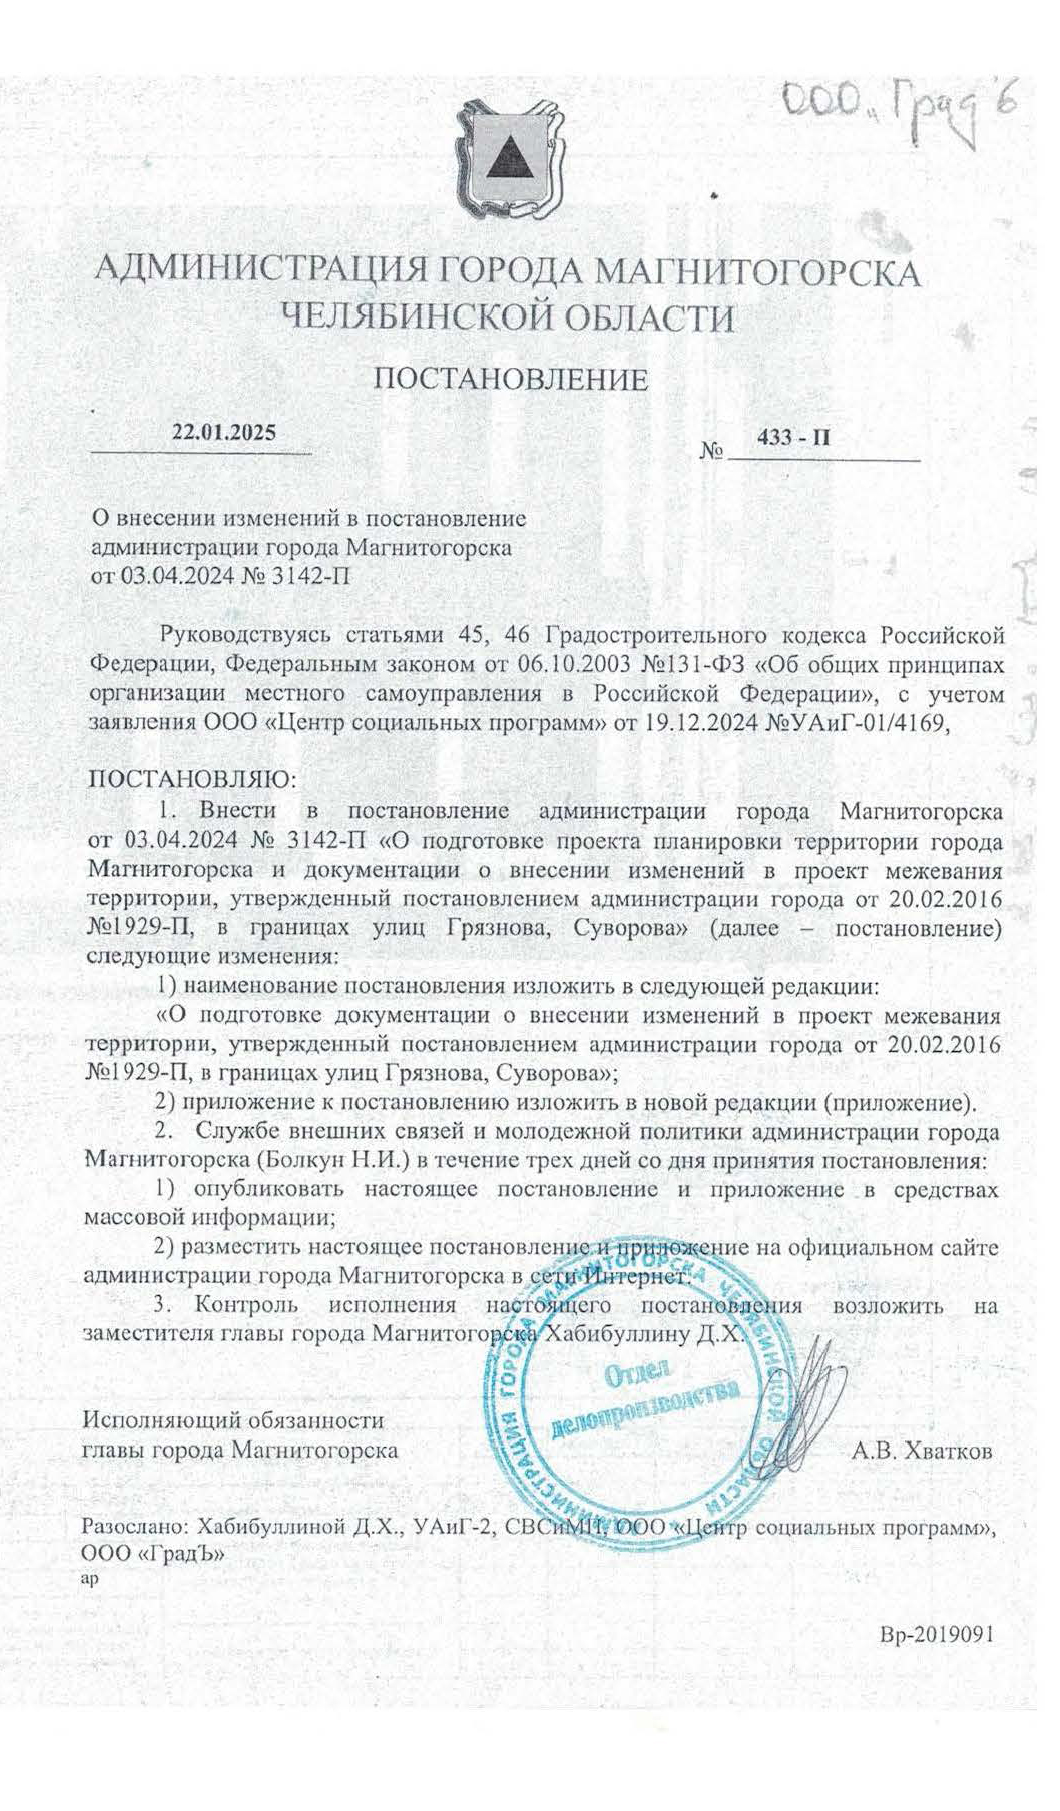 ООО „Градъ
АДМИНИСТРАЦИЯ ГОРОДА МАГНИТОГОРСКА
ЧЕЛЯБИНСКОЙ ОБЛАСТИ
ПОСТАНОВЛЕНИЕ
22.01.2025
№ 433 - П
О внесении изменений в постановление
администрации города Магнитогорска
от 03.04.2024 № 3142-П
Руководствуясь статьями 45, 46 Градостроительного кодекса Российской
Федерации, Федеральным законом от 06.10.2003 №131-ФЗ «Об общих принципах
организации местного самоуправления в Российской Федерации», с учетом
заявления ООО «Центр социальных программ» от 19.12.2024 №УАиГ-01/4169,
ПОСТАНОВЛЯЮ:
1. Внести в постановление администрации города Магнитогорска
от 03.04.2024 № 3142-П «О подготовке проекта планировки территории города
Магнитогорска и документации о внесении изменений в проект межевания
территории, утвержденный постановлением администрации города от 20.02.2016
№1929-П, в границах улиц Грязнова, Суворова» (далее – постановление)
следующие изменения:
1) наименование постановления изложить в следующей редакции:
«О подготовке документации о внесении изменений в проект межевания
территории, утвержденный постановлением администрации города от 20.02.2016
№1929-П, в границах улиц Грязнова, Суворова»;
2) приложение к постановлению изложить в новой редакции (приложение).
2. Службе внешних связей и молодежной политики администрации города
Магнитогорска (Болкун Н.И.) в течение трех дней со дня принятия постановления:
1) опубликовать настоящее постановление и приложение в средствах
массовой информации;
2) разместить настоящее постановление и приложение на официальном сайте
администрации города Магнитогорска в сети Интернет.
3. Контроль исполнения настоящего постановления возложить на
заместителя главы города Магнитогорска Хабибуллину Д.Х.
АДМИНИСТРАЦИЯ ГОРОДА МАГНИТОГОРСКА ЧЕЛЯБИНСКОЙ ОБЛАСТИ
Отдел
делопроизводства
Исполняющий обязанности
главы города Магнитогорска
А.В. Хватков
Разослано: Хабибуллиной Д.Х., УАиГ-2, СВСиМП, ООО «Центр социальных программ»,
ООО «ГрадЪ»
ар
Вр-2019091